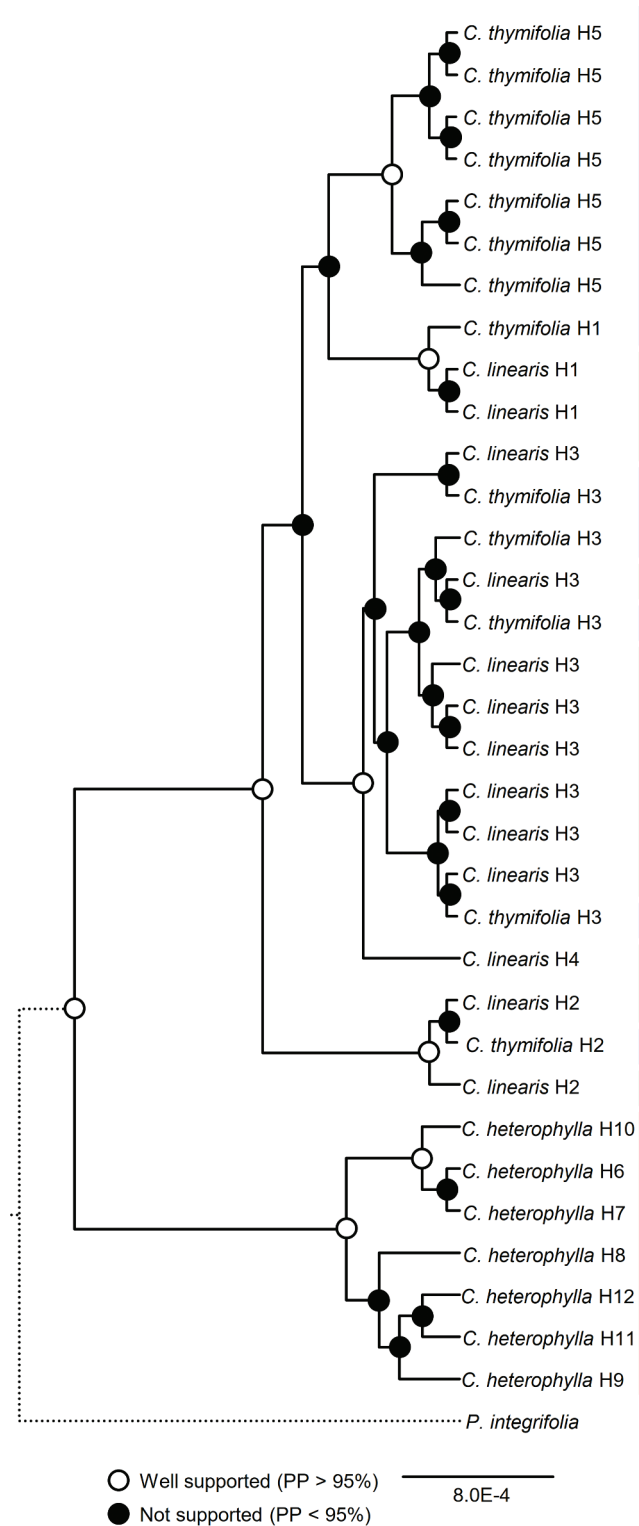 C. thymifolia H5
C. thymifolia H5
C. thymifolia H5
C. thymifolia H5
C. thymifolia H5
C. thymifolia H5
C. thymifolia H5
C. thymifolia H1
C. linearis H1
C. linearis H1
C. linearis H3
C. thymifolia H3
C. thymifolia H3
C. linearis H3
C. thymifolia H3
C. linearis H3
C. linearis H3
C. linearis H3
C. linearis H3
C. linearis H3
C. linearis H3
C. thymifolia H3
C. linearis H4
C. linearis H2
C. thymifolia H2
C. linearis H2
C. heterophylla H10
C. heterophylla H6
C. heterophylla H7
C. heterophylla H8
C. heterophylla H12
C. heterophylla H11
C. heterophylla H9
P. integrifolia
Well supported (PP > 95%)
Not supported (PP < 95%)
8.0E-4